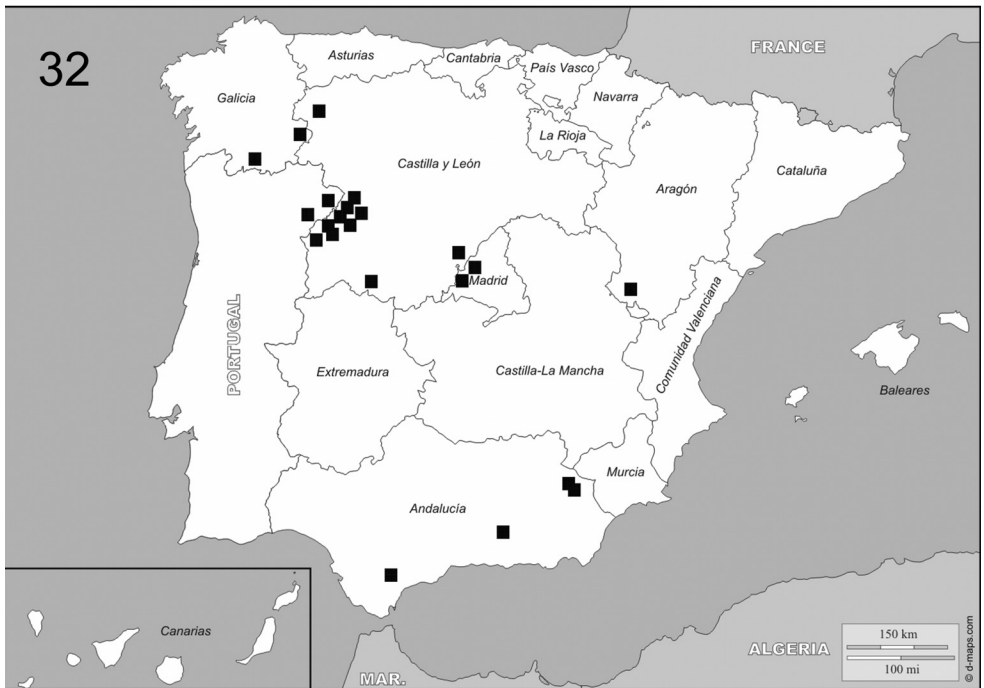 32
FRANCE
Asturias
Cantabria
País Vasco
Galicia
Navarra
La Rioja
Castilla y León
Cataluña
Aragón
Madrid
PORTUGAL
Comunidad Valenciana
Extremadura
Castilla-La Mancha
Baleares
Murcia
Andalucía
Canarias
150 km
100 mi
ALGERIA
MAR.
© d-maps.com